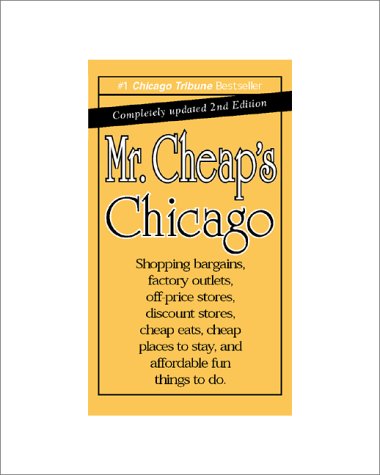 #1 Chicago Tribune Bestseller
Completely updated 2nd Edition
Mr. Cheap's
Chicago
Shopping bargains,
factory outlets,
off-price stores,
discount stores,
cheap eats, cheap
places to stay, and
affordable fun
things to do.